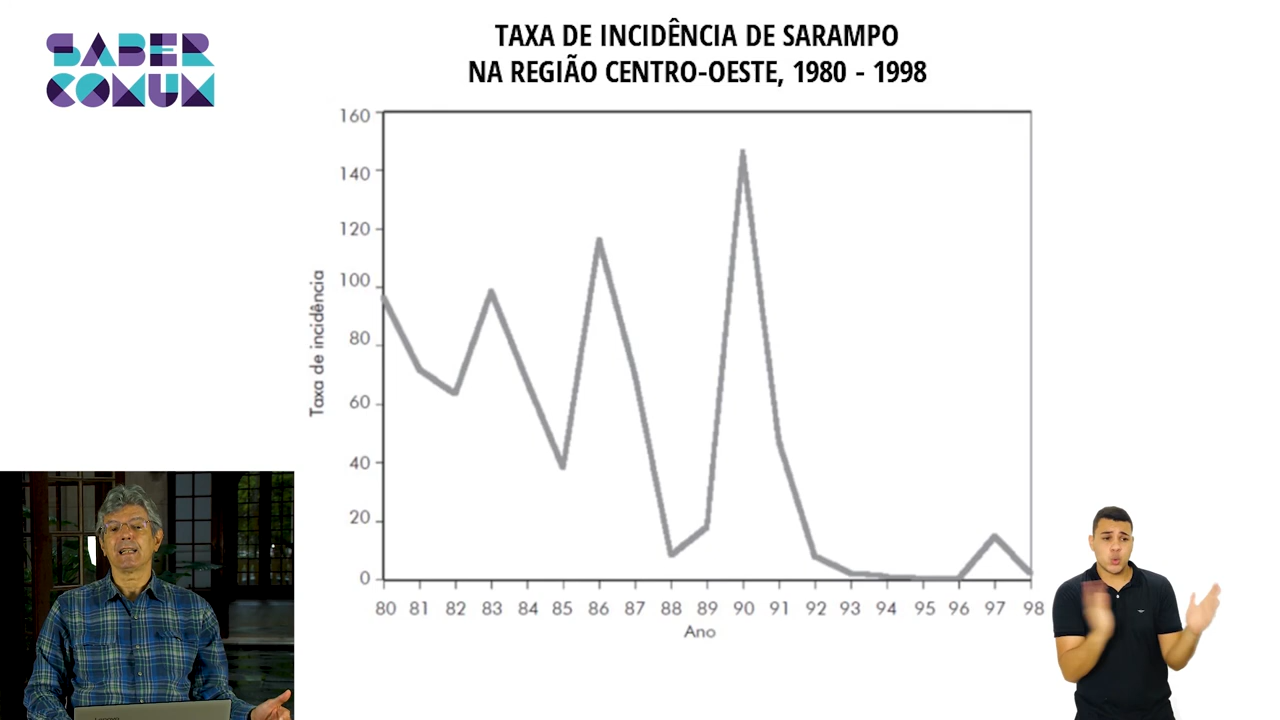 SABER
COMUM
TAXA DE INCIDÊNCIA DE SARAMPO
NA REGIÃO CENTRO-OESTE, 1980 - 1998
Taxa de incidência
160
140
120
100
80
60
40
20
0
80 81 82 83 84 85 86 87 88 89 90 91 92 93 94 95 96 97 98
Ano